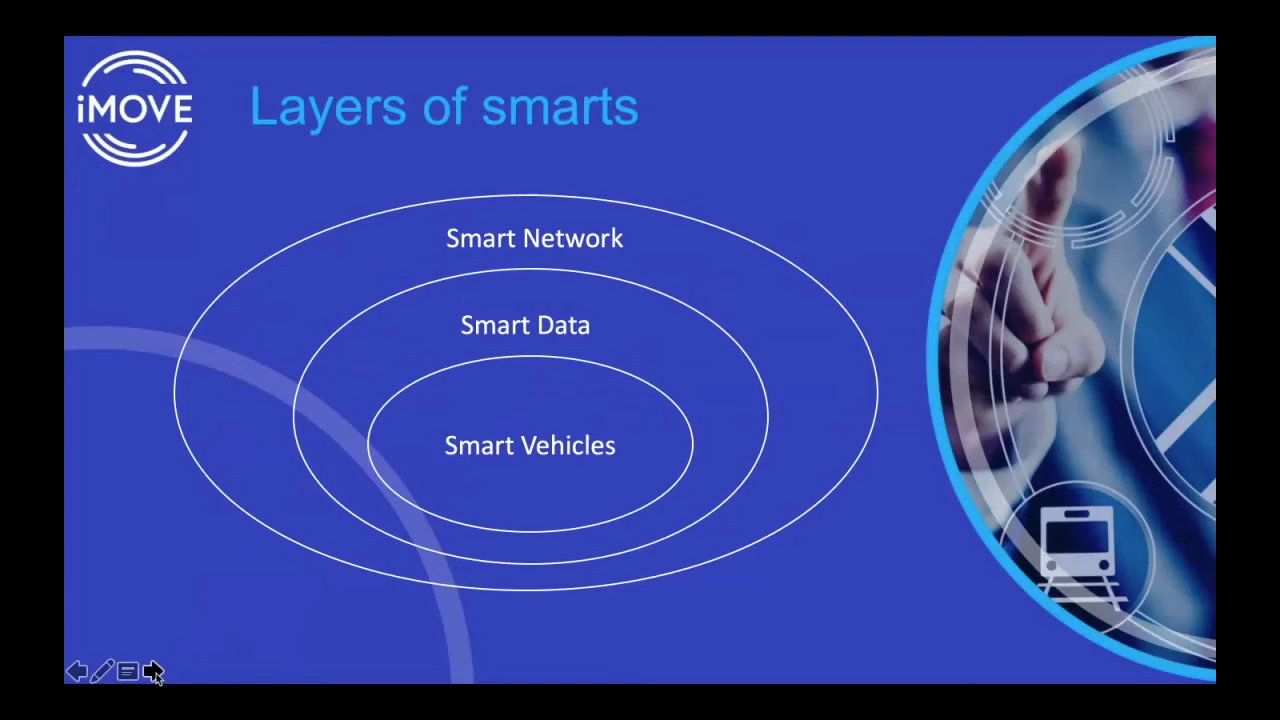 iMOVE
Layers of smarts
Smart Network
Smart Data
Smart Vehicles